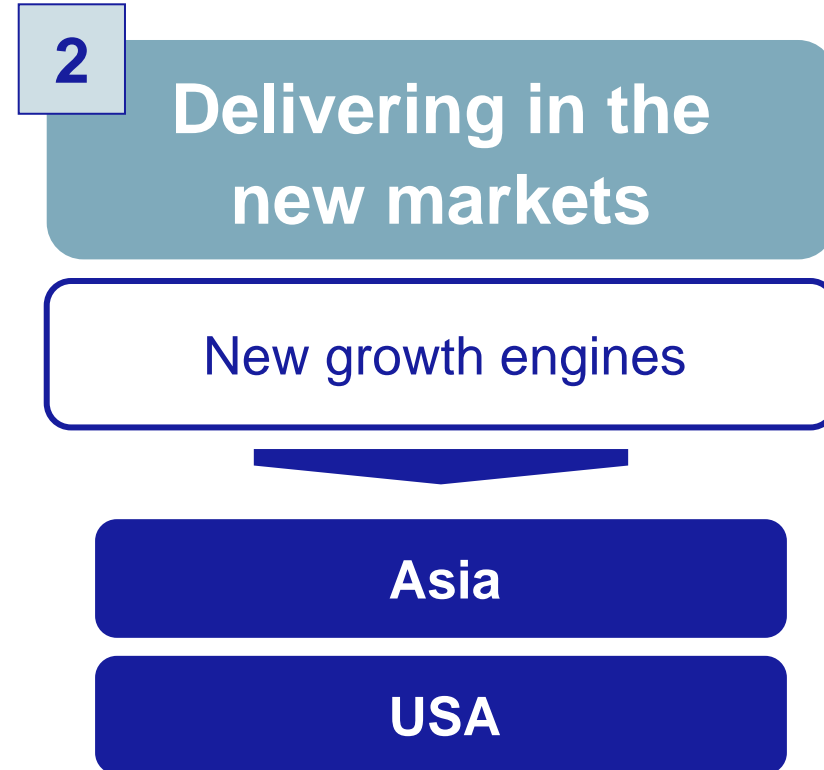 2
Delivering in the
new markets
New growth engines
Asia
USA